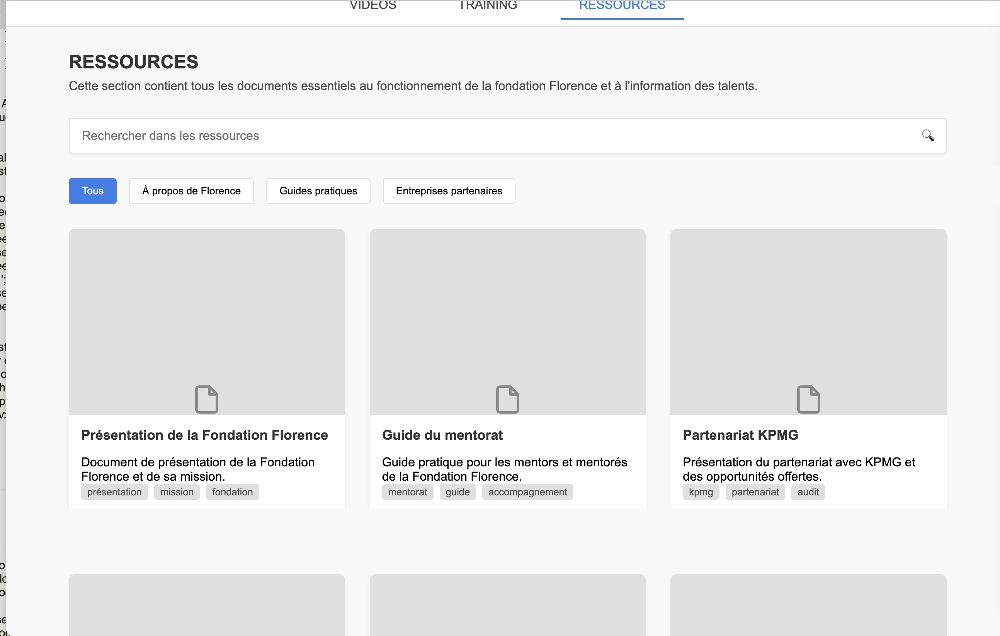 VIDEOS TRAINING RESSOURCES
RESSOURCES
Cette section contient tous les documents essentiels au fonctionnement de la fondation Florence et à l'information des talents.
Rechercher dans les ressources
Tous À propos de Florence Guides pratiques Entreprises partenaires
Présentation de la Fondation Florence
Document de présentation de la Fondation
Florence et de sa mission.
présentation mission fondation
Guide du mentorat
Guide pratique pour les mentors et mentorés
de la Fondation Florence.
mentorat guide accompagnement
Partenariat KPMG
Présentation du partenariat avec KPMG et
des opportunités offertes.
kpmg partenariat audit